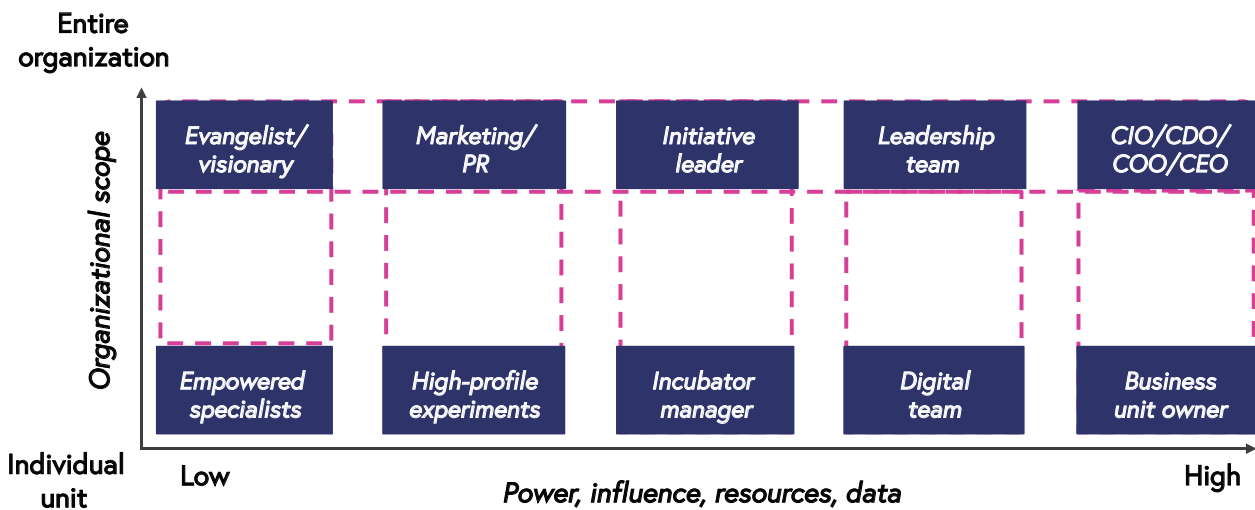 Entire
organization
Organizational scope
Evangelist/
visionary
Marketing/
PR
Initiative
leader
Leadership
team
CIO/CDO/
COO/CEO
Empowered
specialists
High-profile
experiments
Incubator
manager
Digital
team
Business
unit owner
Individual
unit
Low
Power, influence, resources, data
High